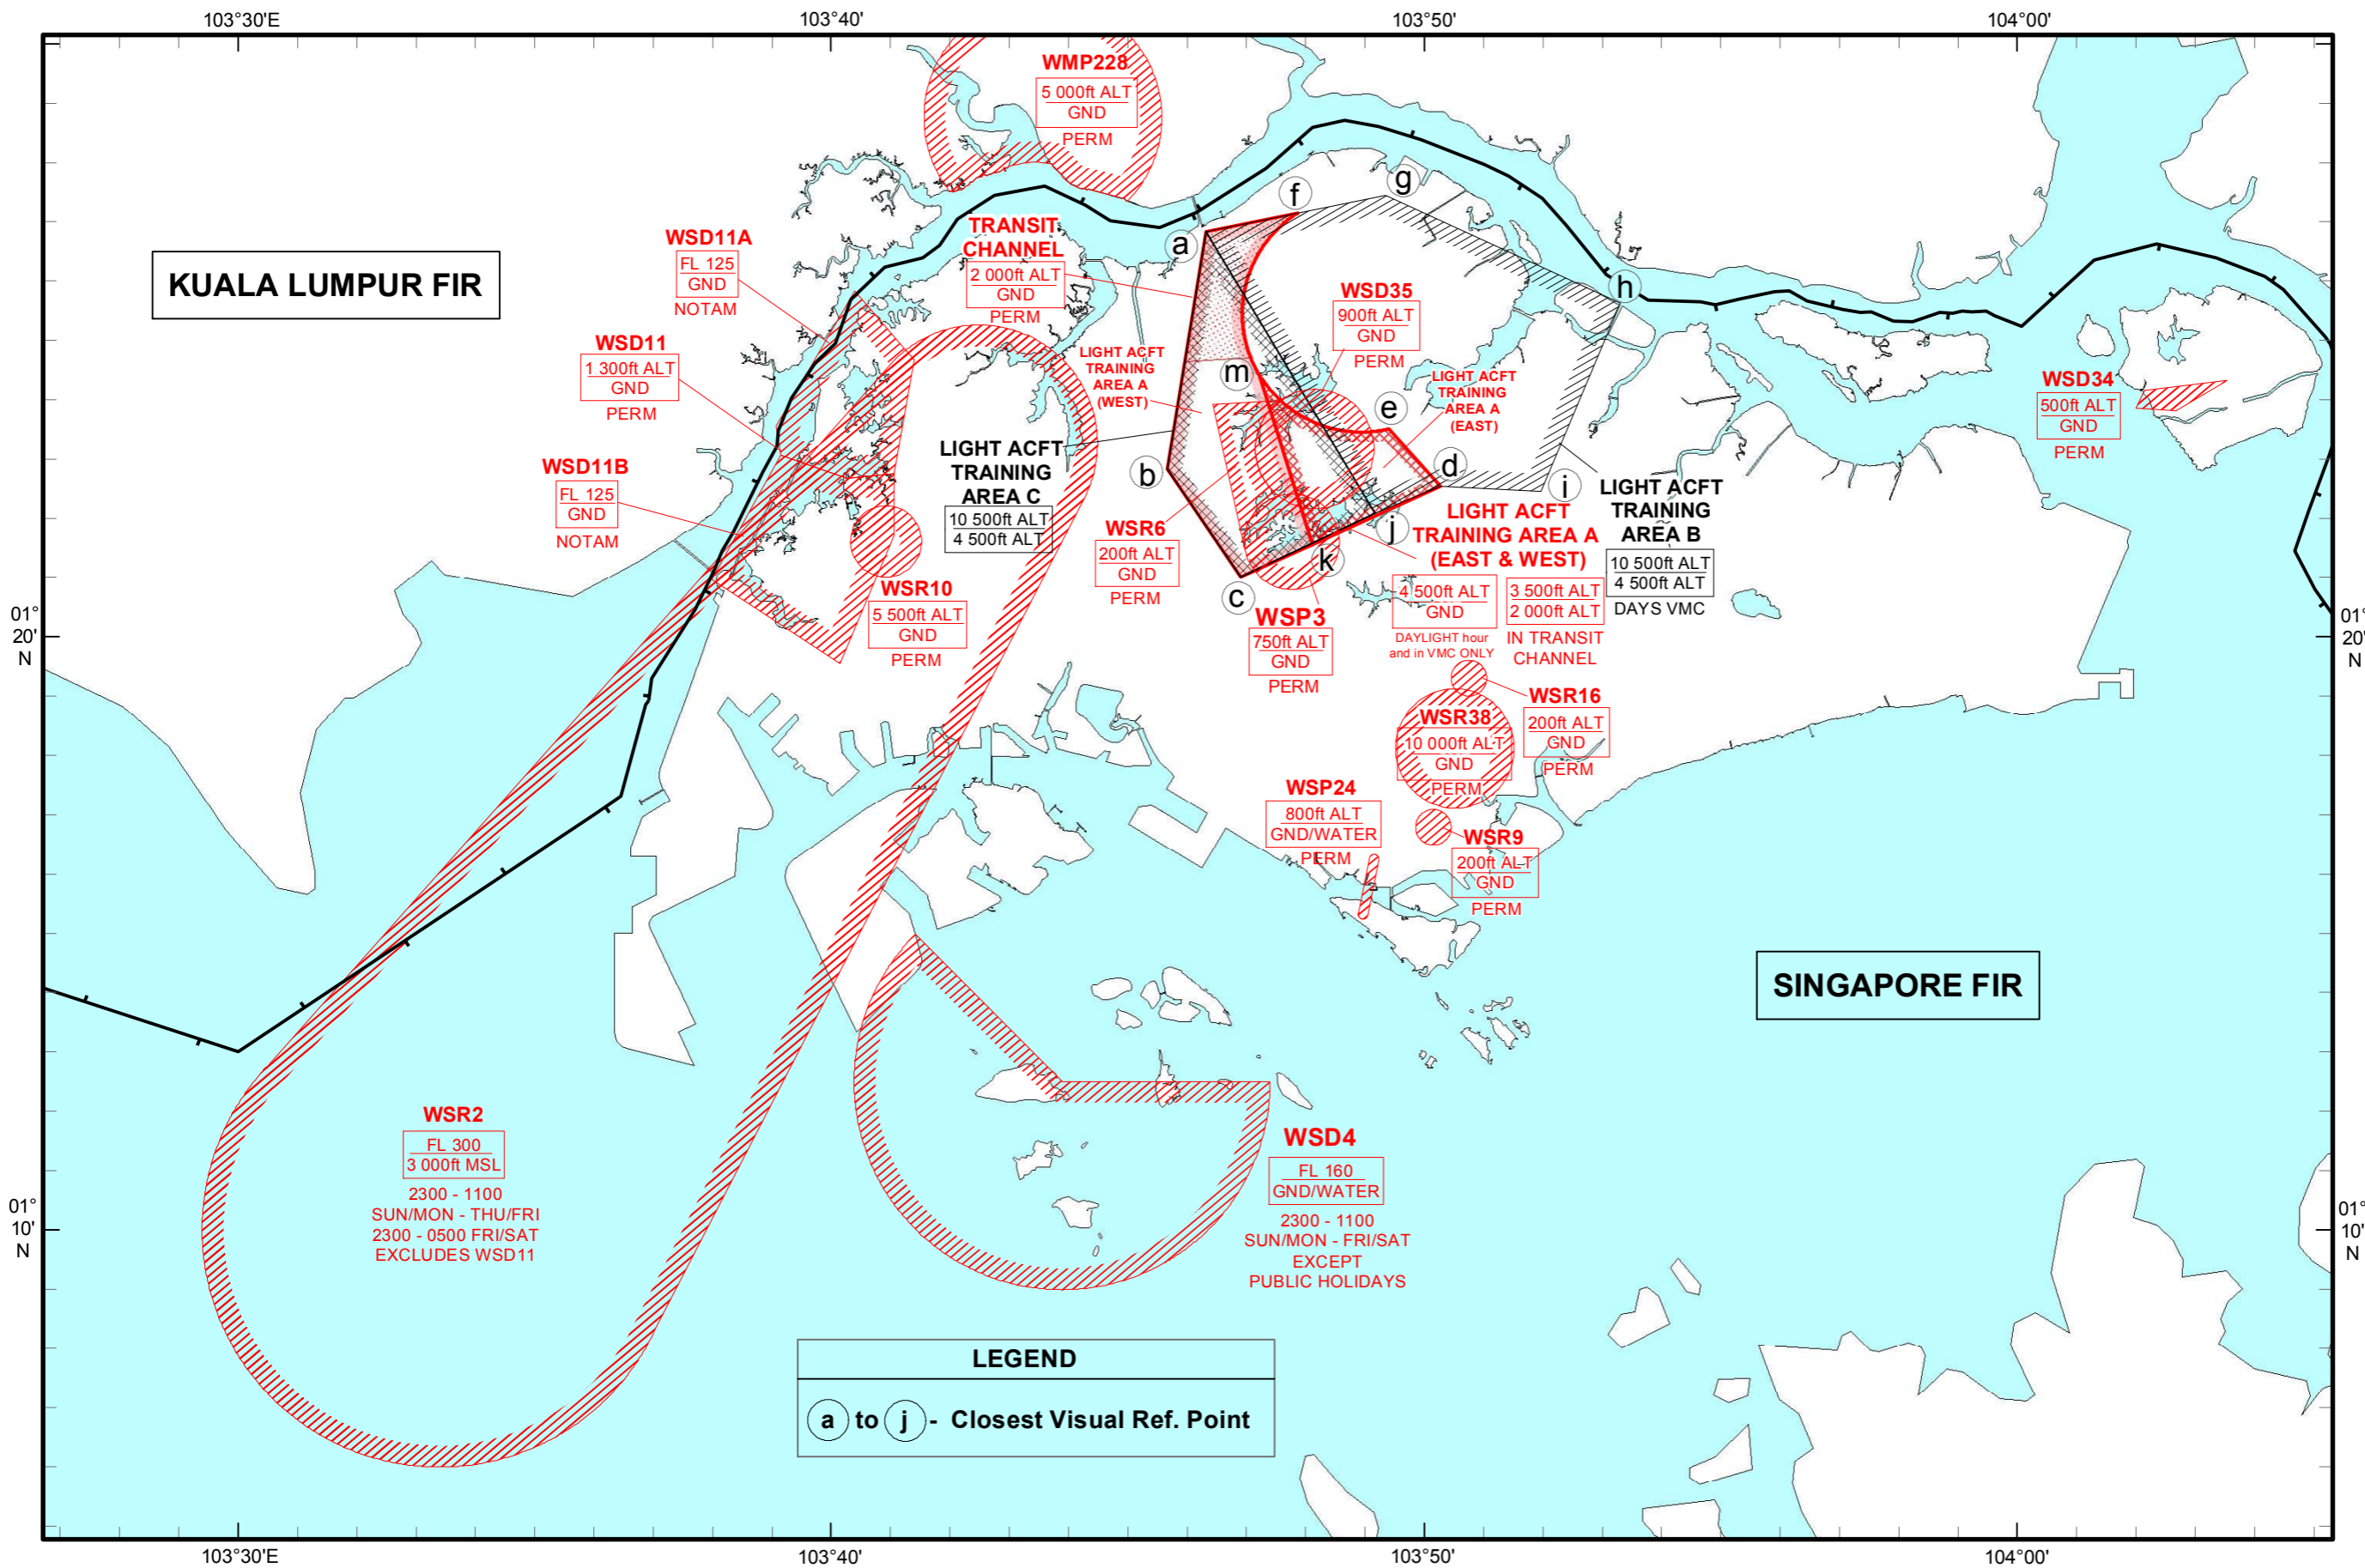 103°30'E
103°40'
103°50'
104°00'
WMP228
5 000ft ALT
GND
PERM
KUALA LUMPUR FIR
WSD11A
FL 125
GND
NOTAM
TRANSIT
CHANNEL
2 000ft ALT
GND
PERM
a
f
g
h
WSD11
1 300ft ALT
GND
PERM
LIGHT ACFT
TRAINING
AREA A
(WEST)
m
WSD35
900ft ALT
GND
PERM
LIGHT ACFT
TRAINING
AREA A
(EAST)
e
WSD34
500ft ALT
GND
PERM
WSD11B
FL 125
GND
NOTAM
LIGHT ACFT
TRAINING
AREA C
10 500ft ALT
4 500ft ALT
b
d
i
j
k
c
WSR6
200ft ALT
GND
PERM
LIGHT ACFT
TRAINING AREA A
(EAST & WEST)
4 500ft ALT
GND
DAYLIGHT hour
and in VMC ONLY
3 500ft ALT
2 000ft ALT
IN TRANSIT
CHANNEL
LIGHT ACFT
TRAINING
AREA B
10 500ft ALT
4 500ft ALT
DAYS VMC
WSR10
5 500ft ALT
GND
PERM
WSP3
750ft ALT
GND
PERM
01°
20'
N
01°
20'
N
WSR16
200ft ALT
GND
PERM
WSR38
10 000ft ALT
GND
PERM
WSP24
800ft ALT
GND/WATER
PERM
WSR9
200ft ALT
GND
PERM
SINGAPORE FIR
WSR2
FL 300
3 000ft MSL
2300 - 1100
SUN/MON - THU/FRI
2300 - 0500 FRI/SAT
EXCLUDES WSD11
WSD4
FL 160
GND/WATER
2300 - 1100
SUN/MON - FRI/SAT
EXCEPT
PUBLIC HOLIDAYS
01°
10'
N
01°
10'
N
LEGEND
a to j - Closest Visual Ref. Point
103°30'E
103°40'
103°50'
104°00'